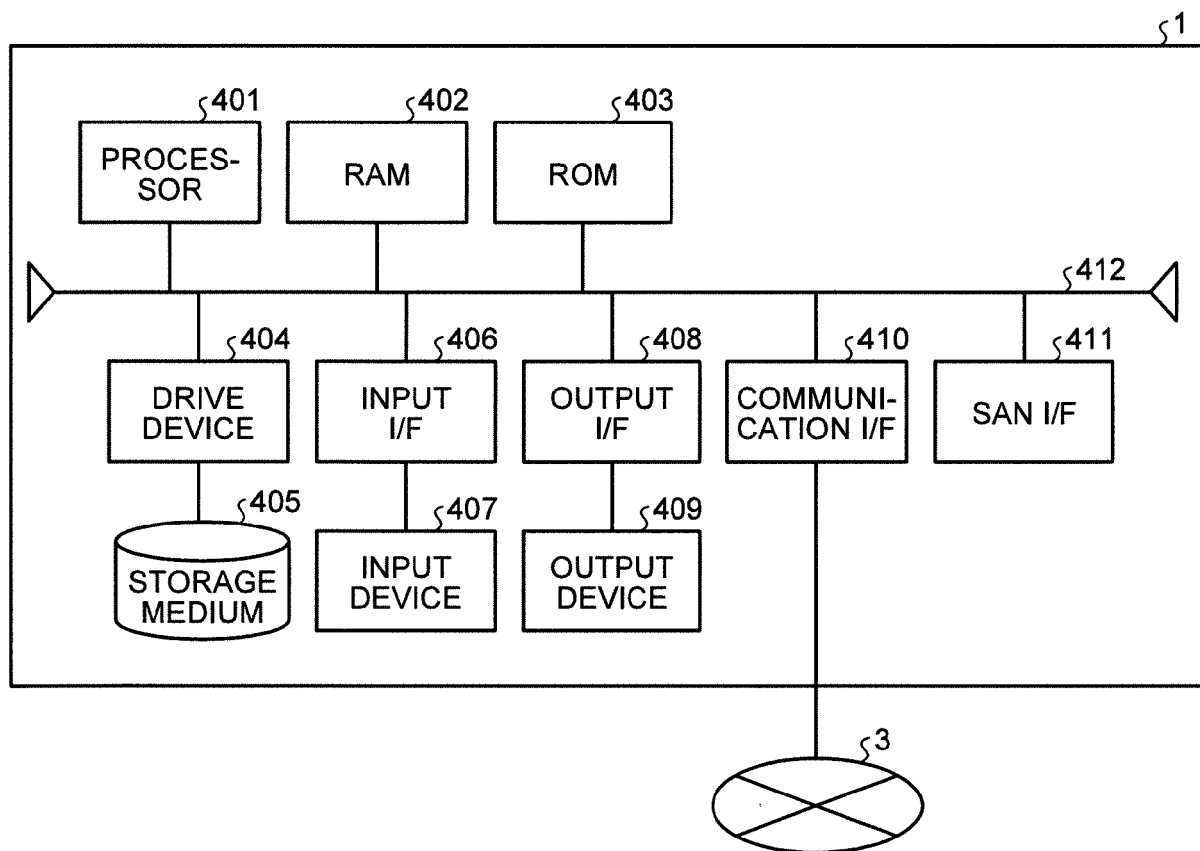 1
401
402
403
PROCES-
SOR
RAM
ROM
412
404
406
408
410
411
DRIVE
DEVICE
INPUT
I/F
OUTPUT
I/F
COMMUNI-
CATION I/F
SAN I/F
405
407
409
STORAGE
MEDIUM
INPUT
DEVICE
OUTPUT
DEVICE
3